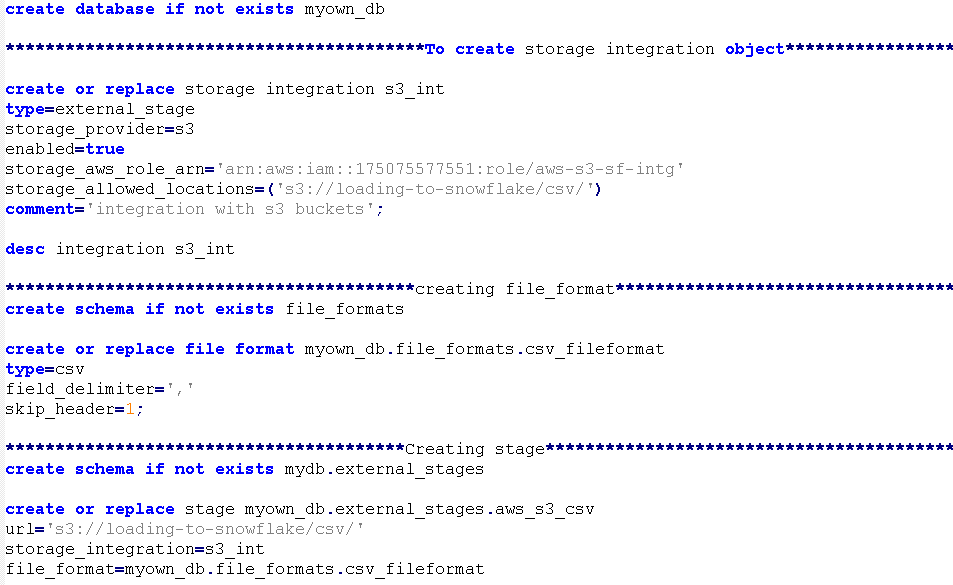 create database if not exists myown_db
******************************************To create storage integration object*****************
create or replace storage integration s3_int
type=external_stage
storage_provider=s3
enabled=true
storage_aws_role_arn='arn:aws:iam::175075577551:role/aws-s3-sf-intg'
storage_allowed_locations=('s3://loading-to-snowflake/csv/')
comment='integration with s3 buckets';
desc integration s3_int
*****************************************creating file_format**********************************
create schema if not exists file_formats
create or replace file format myown_db.file_formats.csv_fileformat
type=csv
field_delimiter=','
skip_header=1;
****************************************Creating stage*****************************************
create schema if not exists mydb.external_stages
create or replace stage myown_db.external_stages.aws_s3_csv
url='s3://loading-to-snowflake/csv/'
storage_integration=s3_int
file_format=myown_db.file_formats.csv_fileformat